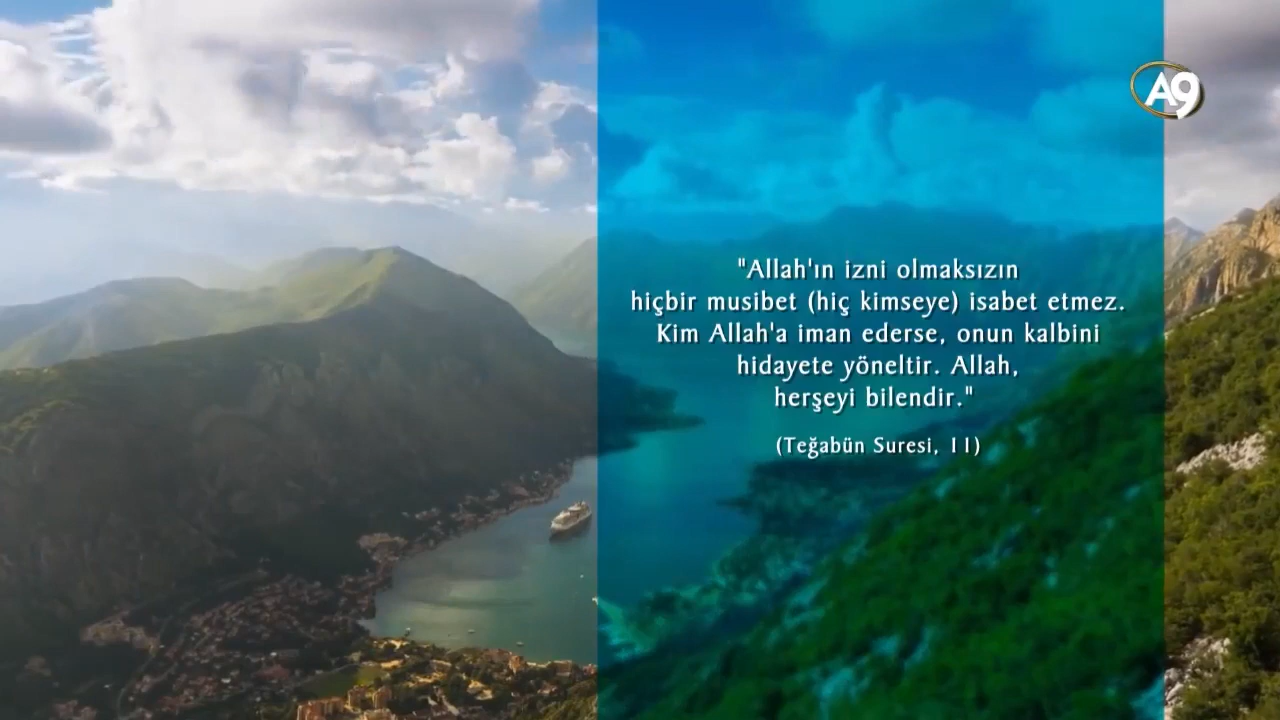 A9
"Allah'ın izni olmaksızın
hiçbir musibet (hiç kimseye) isabet etmez.
Kim Allah'a iman ederse, onun kalbini
hidayete yöneltir. Allah,
herşeyi bilendir."
(Teğabün Suresi, 11)